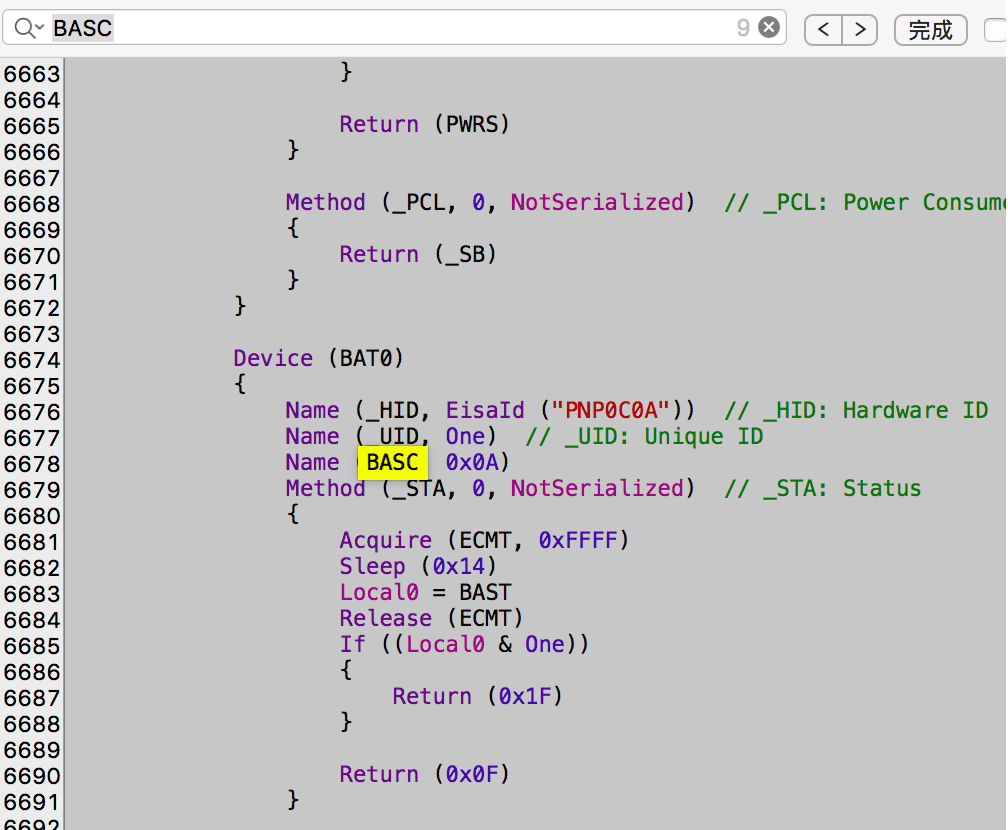 BASC 9 < > 完成
6663 }
6664
6665 Return (PWRS)
6666 }
6667
6668 Method (_PCL, 0, NotSerialized) // _PCL: Power Consume
6669 {
6670 Return (_SB)
6671 }
6672 }
6673
6674 Device (BAT0)
6675 {
6676 Name (_HID, EisaId ("PNP0C0A")) // _HID: Hardware ID
6677 Name (_UID, One) // _UID: Unique ID
6678 Name (BASC 0x0A)
6679 Method (_STA, 0, NotSerialized) // _STA: Status
6680 {
6681 Acquire (ECMT, 0xFFFF)
6682 Sleep (0x14)
6683 Local0 = BAST
6684 Release (ECMT)
6685 If ((Local0 & One))
6686 {
6687 Return (0x1F)
6688 }
6689
6690 Return (0x0F)
6691 }
6692